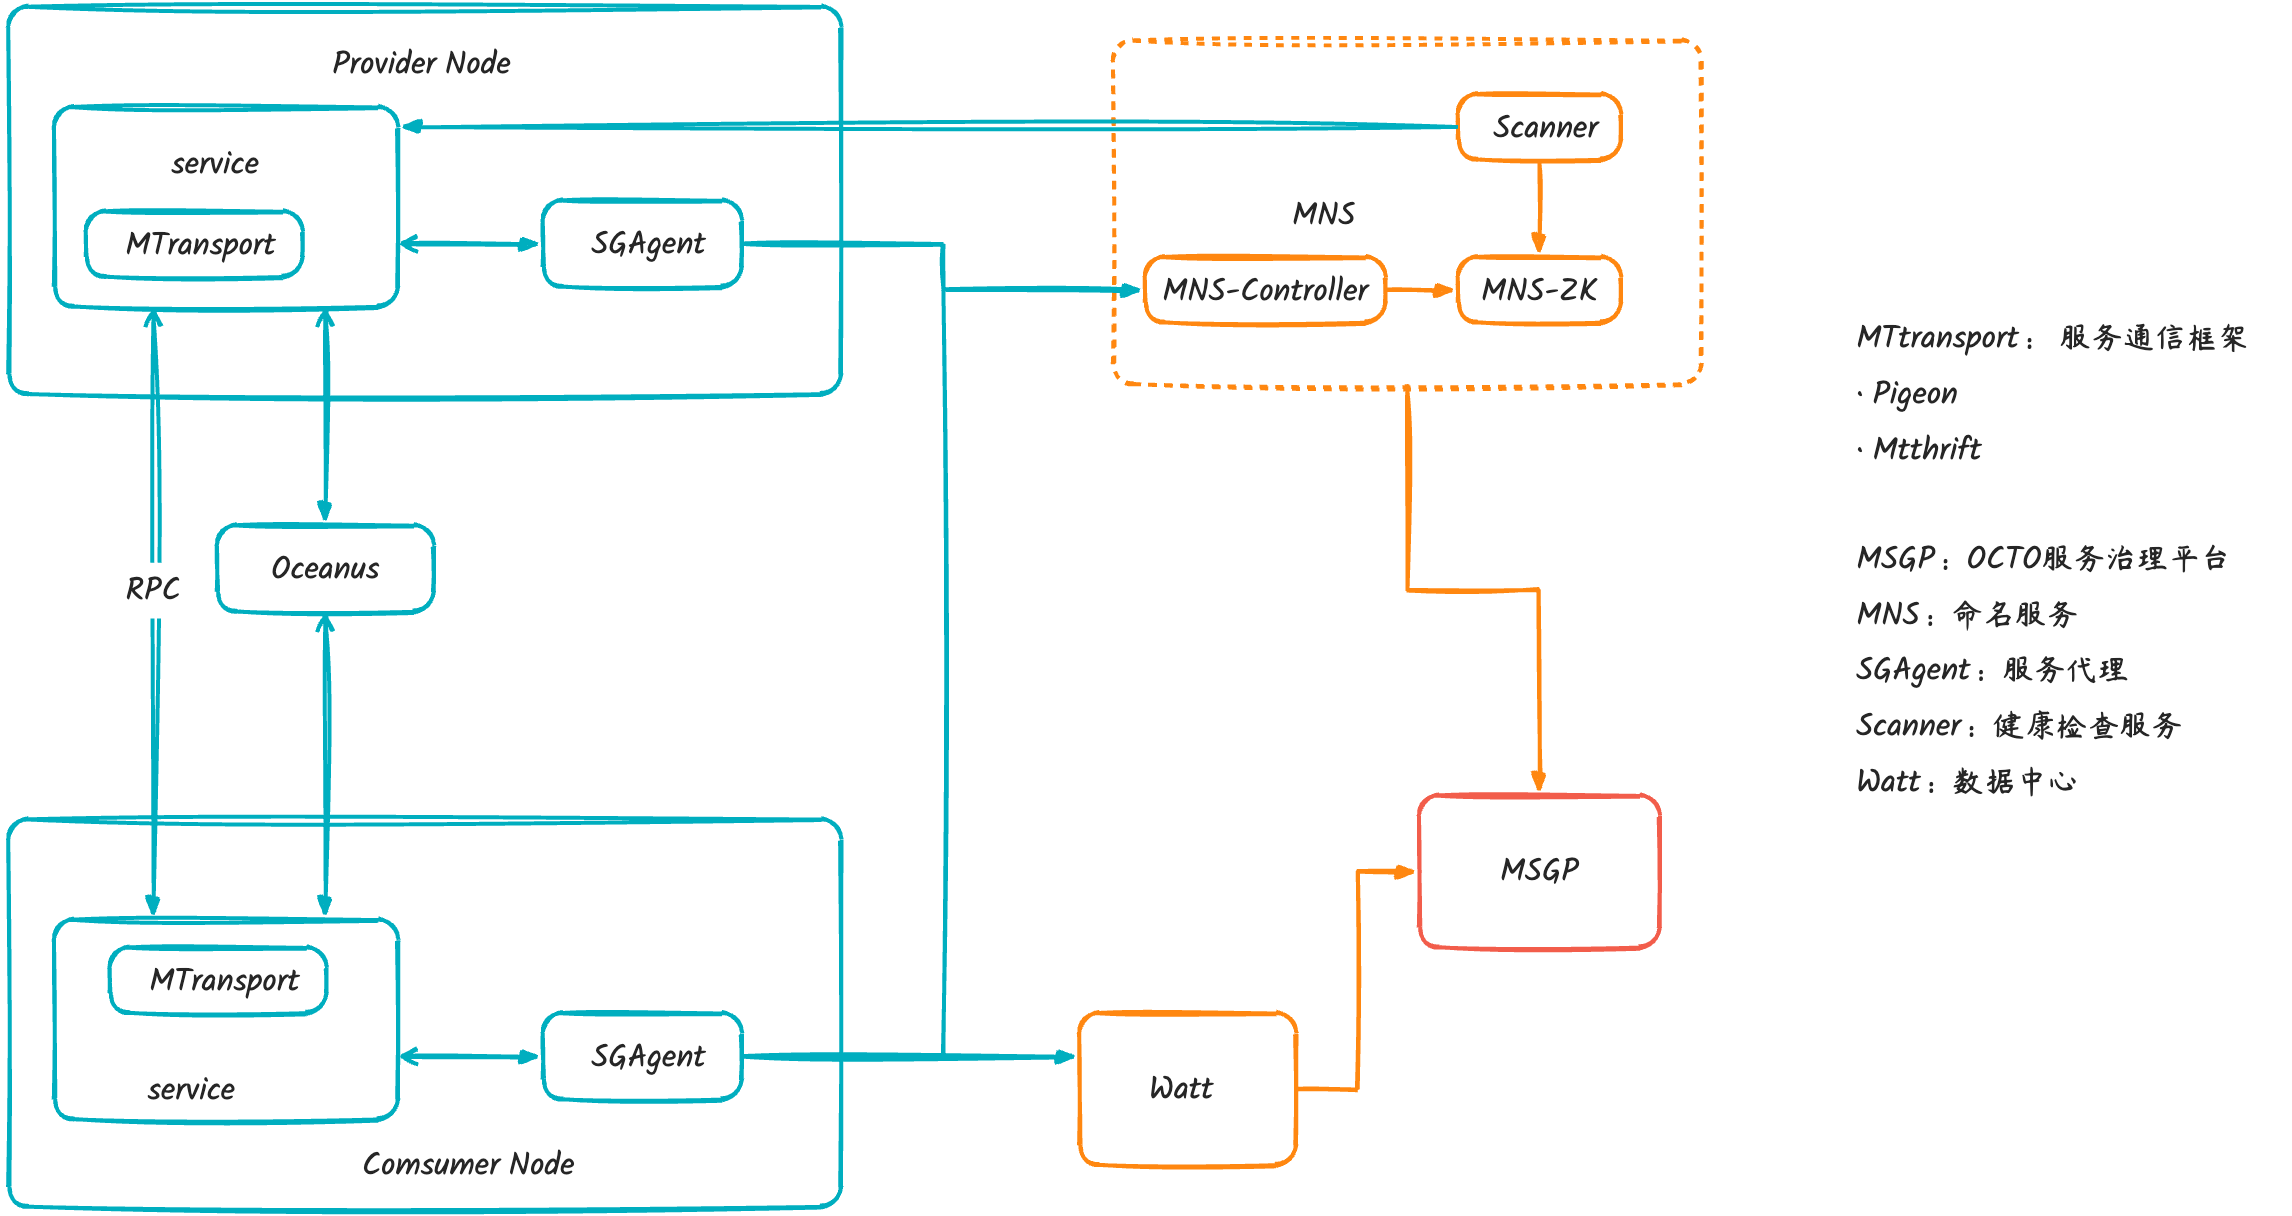 Provider Node
service
MTransport
SGAgent
Scanner
MNS
MNS-Controller
MNS-ZK
RPC
Oceanus
MTransport
service
SGAgent
Comsumer Node
Watt
MSGP
MTtransport： 服务通信框架
· Pigeon
· Mtthrift
MSGP：OCTO服务治理平台
MNS：命名服务
SGAgent：服务代理
Scanner：健康检查服务
Watt：数据中心